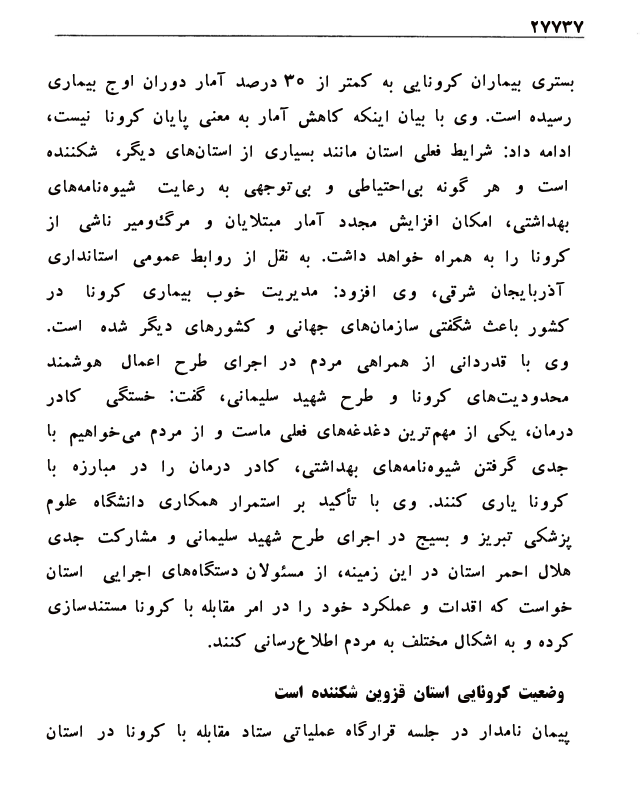 ۲۷۷۳۷
بستری بیماران کرونایی به کمتر از ۳۰ درصد آمار دوران اوج بیماری
رسیده است. وی با بیان اینکه کاهش آمار به معنی پایان کرونا نیست،
ادامه داد: شرایط فعلی استان مانند بسیاری از استان‌های دیگر، شکننده
است و هر گونه بی‌احتیاطی و بی‌توجهی به رعایت شیوه‌نامه‌های
بهداشتی، امکان افزایش مجدد آمار مبتلایان و مرگ‌ومیر ناشی از
کرونا را به همراه خواهد داشت. به نقل از روابط عمومی استانداری
آذربایجان شرقی، وی افزود: مدیریت خوب بیماری کرونا در
کشور باعث شگفتی سازمان‌های جهانی و کشورهای دیگر شده است.
وی با قدردانی از همراهی مردم در اجرای طرح اعمال هوشمند
محدودیت‌های کرونا و طرح شهید سلیمانی، گفت: خستگی کادر
درمان، یکی از مهم‌ترین دغدغه‌های فعلی ماست و از مردم می‌خواهیم با
جدی گرفتن شیوه‌نامه‌های بهداشتی، کادر درمان را در مبارزه با
کرونا یاری کنند. وی با تأکید بر استمرار همکاری دانشگاه علوم
پزشکی تبریز و بسیج در اجرای طرح شهید سلیمانی و مشارکت جدی
هلال احمر استان در این زمینه، از مسئولان دستگاه‌های اجرایی استان
خواست که اقدات و عملکرد خود را در امر مقابله با کرونا مستندسازی
کرده و به اشکال مختلف به مردم اطلاع‌رسانی کنند.
وضعیت کرونایی استان قزوین شکننده است
پیمان نامدار در جلسه قرارگاه عملیاتی ستاد مقابله با کرونا در استان